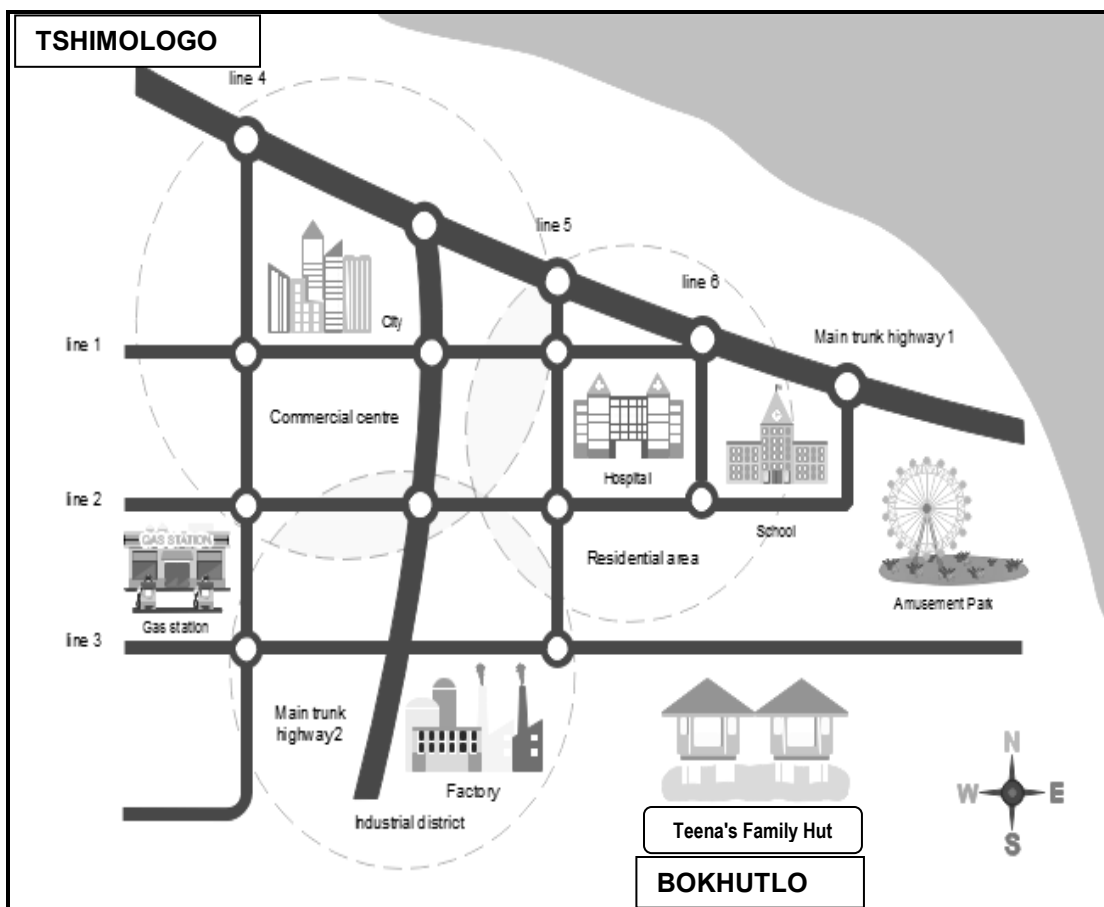 TSHIMOLOGO
line 4
line 5
line 6
City
line 1
Main trunk highway 1
Commercial centre
Hospital
line 2
School
GAS STATION
Residential area
Amusement Park
Gas station
line 3
Main trunk
highway2
Factory
Industrial district
Teena's Family Hut
BOKHUTLO
N
W
E
S